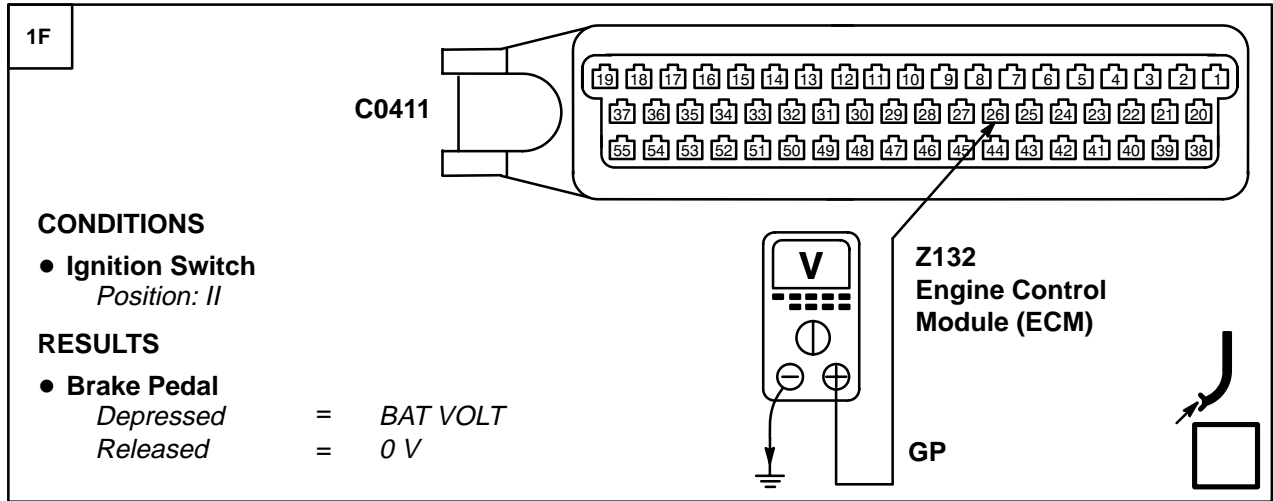 1F
C0411
19 18 17 16 15 14 13 12 11 10 9 8 7 6 5 4 3 2 1
37 36 35 34 33 32 31 30 29 28 27 26 25 24 23 22 21 20
55 54 53 52 51 50 49 48 47 46 45 44 43 42 41 40 39 38
CONDITIONS
● Ignition Switch
Position: II
RESULTS
● Brake Pedal
Depressed = BAT VOLT
Released = 0 V
V
Z132
Engine Control
Module (ECM)
− +
GP